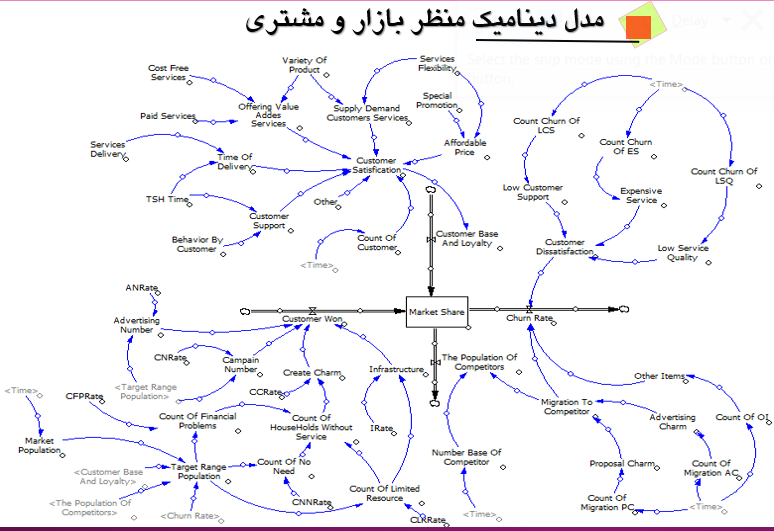 مدل دینامیک منظر بازار و مشتری
Delay
Select the snip mode using the Mode button or
button.
Cost Free
Services
Variety Of
Product
Services
Flexibility
Special
Promotion
<Time>
Paid Services
Offering Value
Addes
Services
Supply Demand
Customers Services
Affordable
Price
Count Churn Of
LCS
Count Churn
Of ES
Count Churn Of
LSQ
Services
Delivery
Time Of
Delivery
Customer
Satisfication
Low Customer
Support
Expensive
Service
TSH Time
Other
Customer
Support
Behavior By
Customer
Count Of
Customer
Customer Base
And Loyalty
Customer
Dissatisfaction
Low Service
Quality
<Time>
ANRate
Advertising
Number
Customer Won
Market Share
Churn Rate
CNRate
Campain
Number
Create Charm
Infrastructure
The Population Of
Competitors
Other Items
<Target Range
Population>
CCRate
<Time>
CFPRate
Count Of Financial
Problems
Count Of
HouseHolds Without
Service
IRate
Migration To
Competitor
Advertising
Charm
Count Of OI
Market
Population
Target Range
Population
Count Of No
Need
Number Base Of
Competitor
Proposal Charm
Count Of
Migration AC
<Customer Base
And Loyalty>
<The Population Of
Competitors>
<Churn Rate>
CNNRate
Count Of Limited
Resource
CLRRate
<Time>
Count Of
Migration PC
<Time>